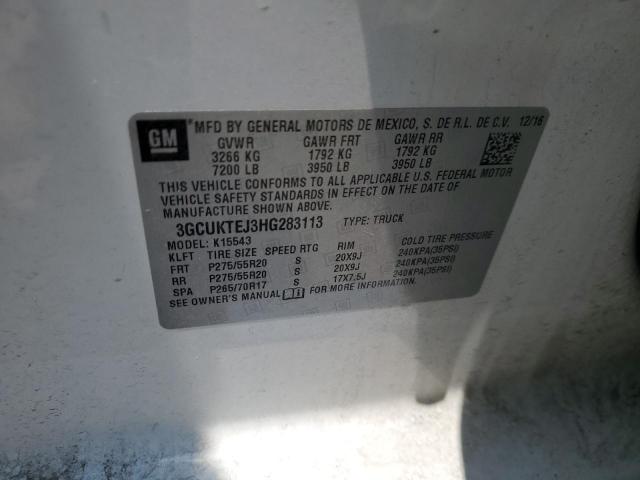 GM
MFD BY GENERAL MOTORS DE MEXICO, S. DE R.L. DE C.V. 12/16
GVWR GAWR FRT GAWR RR
3266 KG 1792 KG 1792 KG
7200 LB 3950 LB 3950 LB
THIS VEHICLE CONFORMS TO ALL APPLICABLE U.S. FEDERAL MOTOR
VEHICLE SAFETY STANDARDS IN EFFECT ON THE DATE OF
MANUFACTURE SHOWN ABOVE.
3GCUKTEJ3HG283113 TYPE: TRUCK
MODEL: K15543
KLFT TIRE SIZE SPEED RTG RIM COLD TIRE PRESSURE
FRT P275/55R20 S 20X9J 240KPA(35PSI)
RR P275/55R20 S 20X9J 240KPA(35PSI)
SPA P265/70R17 S 17X7.5J 240KPA(35PSI)
SEE OWNER'S MANUAL FOR MORE INFORMATION.